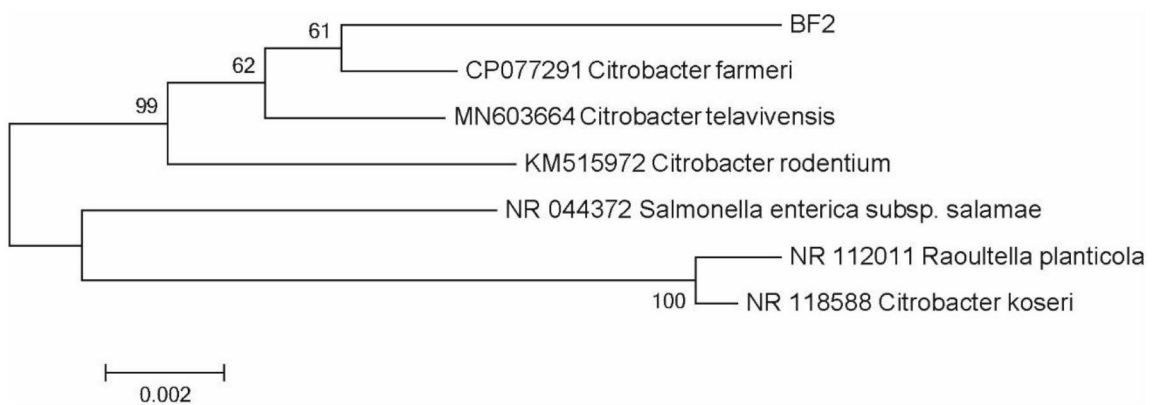 BF2
61
CP077291 Citrobacter farmeri
62
99
MN603664 Citrobacter telavivensis
KM515972 Citrobacter rodentium
NR 044372 Salmonella enterica subsp. salamae
NR 112011 Raoultella planticola
100
NR 118588 Citrobacter koseri
0.002